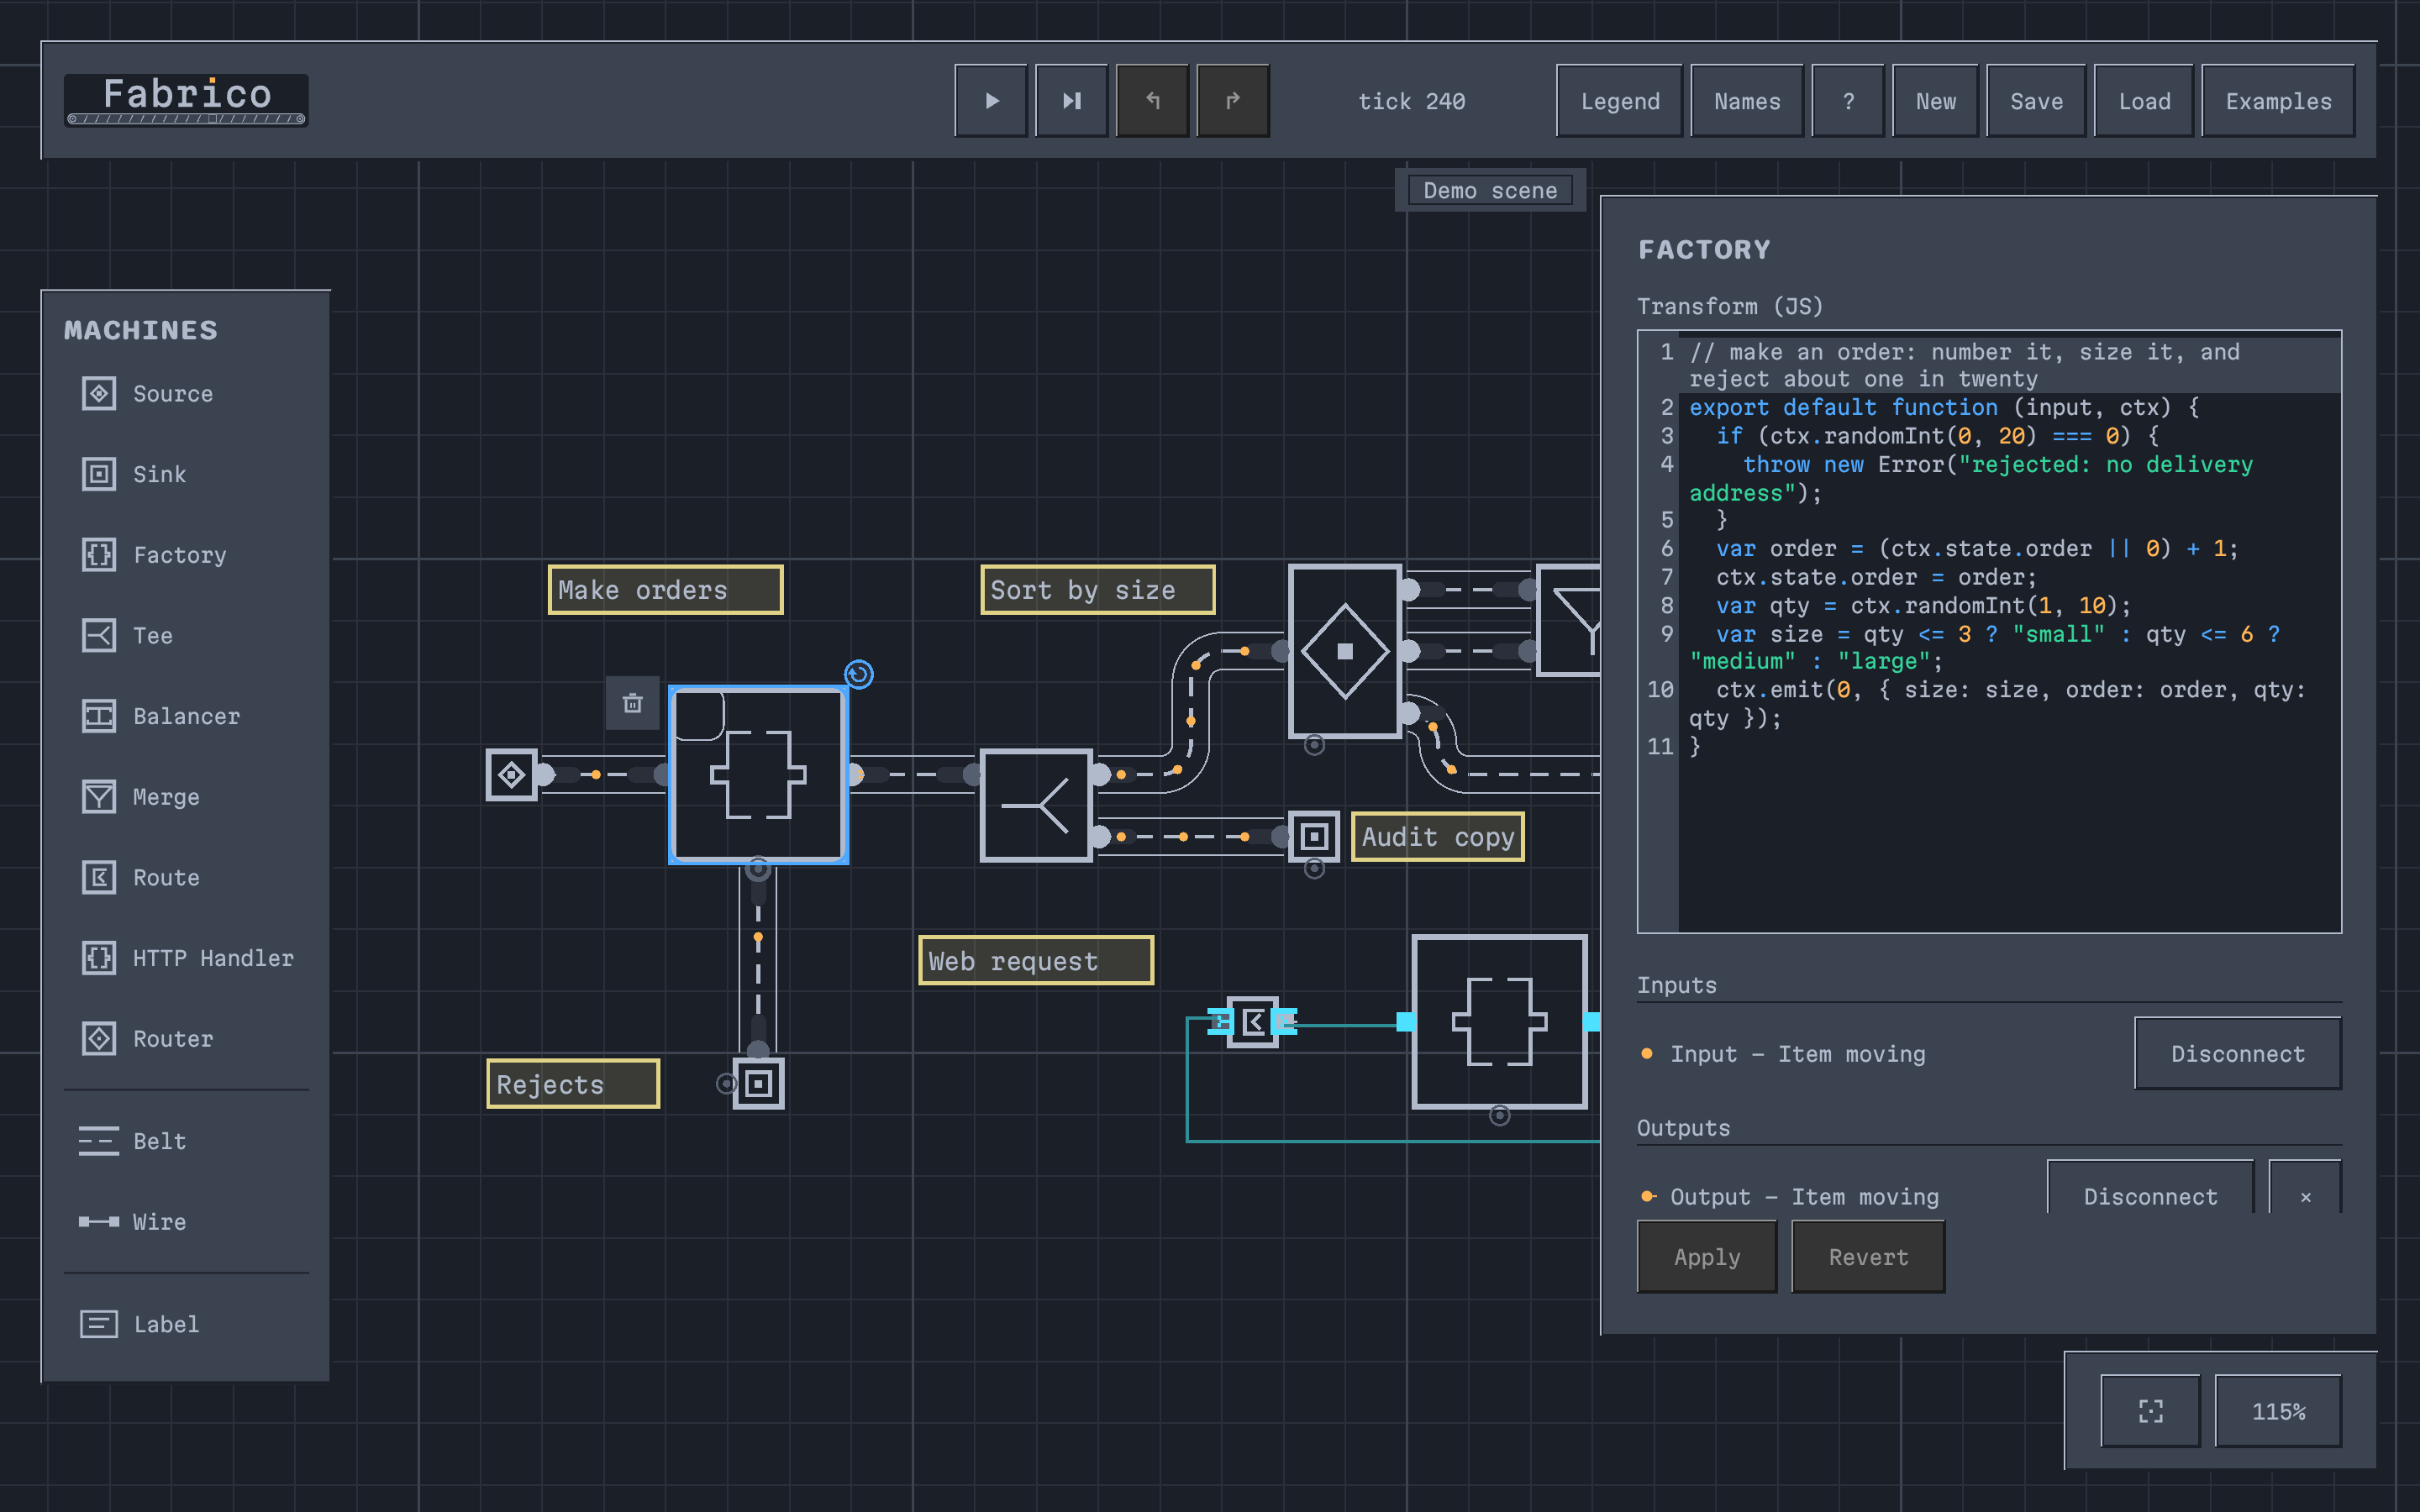 Fabrico
tick 240
Legend
Names
?
New
Save
Load
Examples
Demo scene
MACHINES
Source
Sink
Factory
Tee
Balancer
Merge
Route
HTTP Handler
Router
Belt
Wire
Label
Make orders
Sort by size
Audit copy
Web request
Rejects
FACTORY
Transform (JS)
1 // make an order: number it, size it, and
reject about one in twenty
2 export default function (input, ctx) {
3 if (ctx.randomInt(0, 20) === 0) {
4 throw new Error("rejected: no delivery
address");
5 }
6 var order = (ctx.state.order || 0) + 1;
7 ctx.state.order = order;
8 var qty = ctx.randomInt(1, 10);
9 var size = qty <= 3 ? "small" : qty <= 6 ?
"medium" : "large";
10 ctx.emit(0, { size: size, order: order, qty:
qty });
11 }
Inputs
Input – Item moving
Disconnect
Outputs
Output – Item moving
Disconnect
×
Apply
Revert
115%